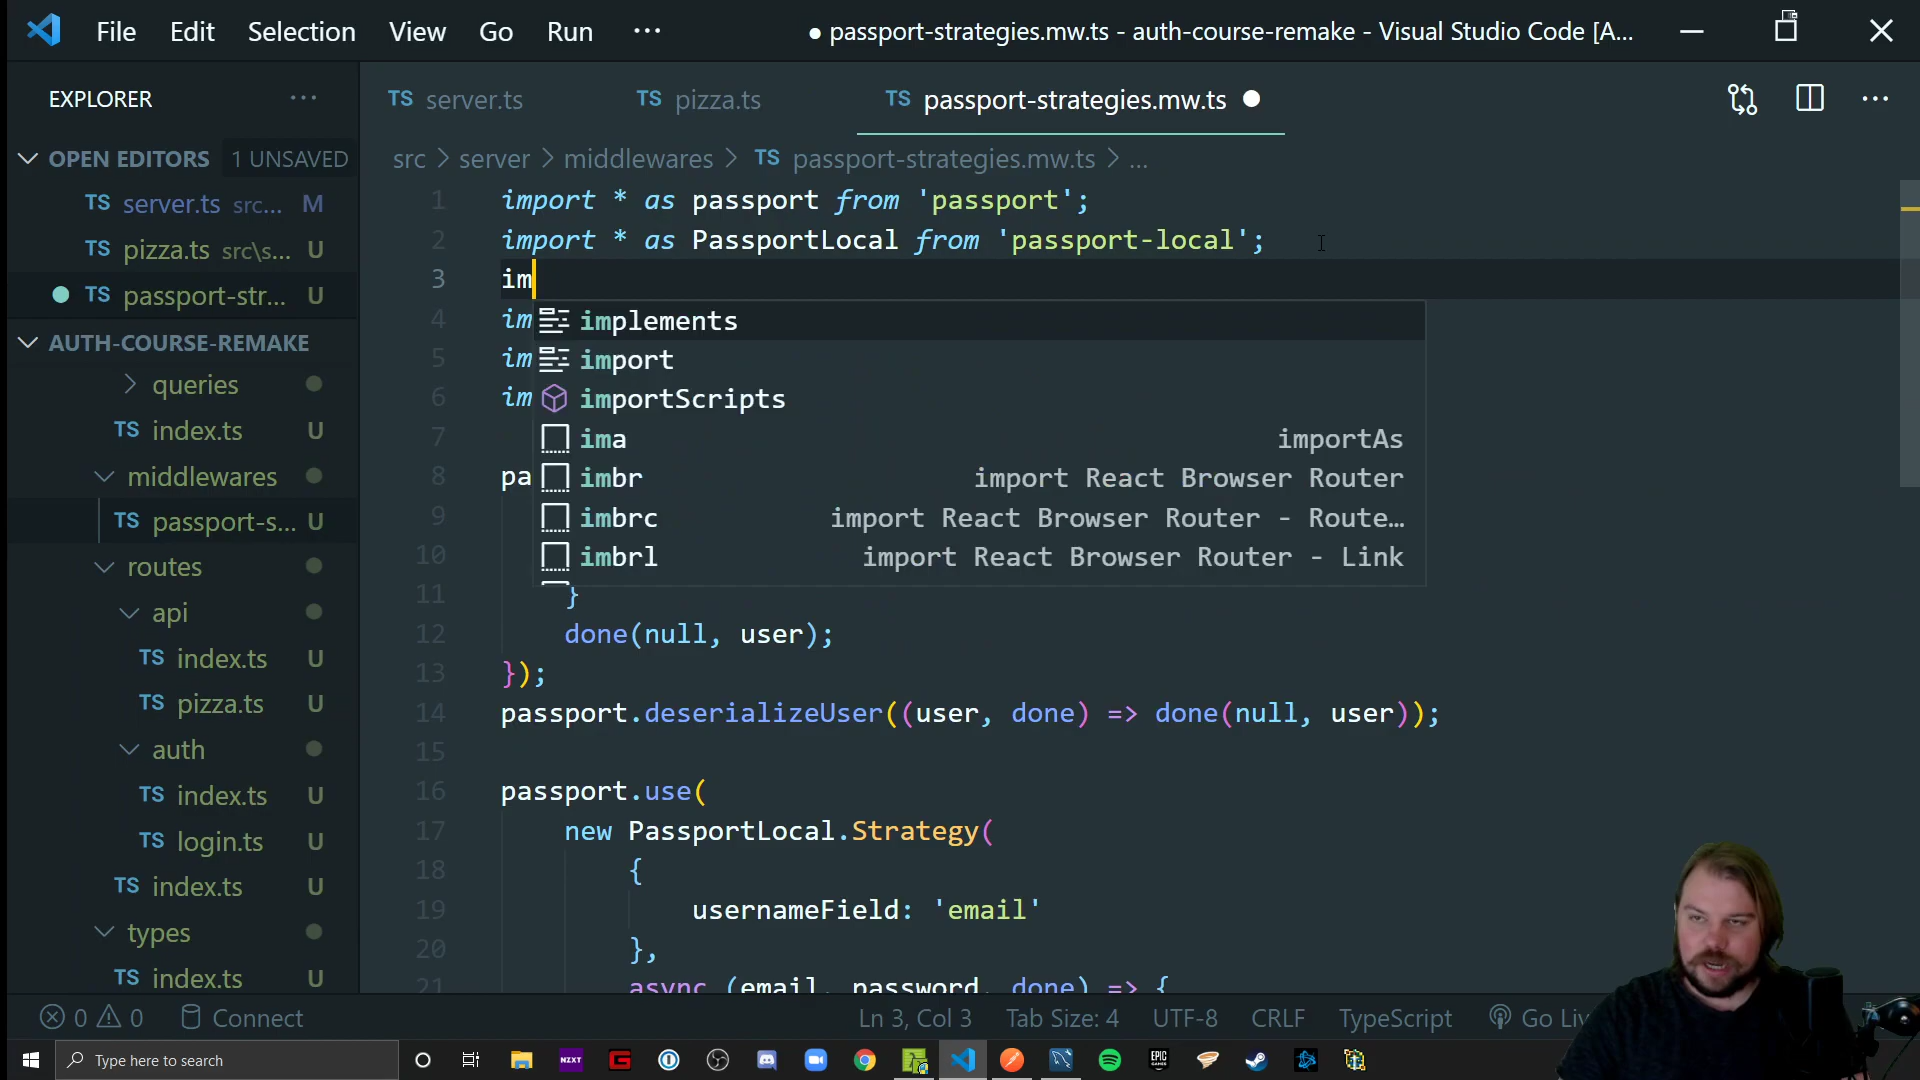 File Edit Selection View Go Run ··· ● passport-strategies.mw.ts - auth-course-remake - Visual Studio Code [A...
EXPLORER ···
TS server.ts
TS pizza.ts
TS passport-strategies.mw.ts ●
OPEN EDITORS 1 UNSAVED
TS server.ts src... M
TS pizza.ts src\s... U
TS passport-str... U
AUTH-COURSE-REMAKE
queries
TS index.ts U
middlewares
TS passport-s... U
routes
api
TS index.ts U
TS pizza.ts U
auth
TS index.ts U
TS login.ts U
TS index.ts U
types
TS index.ts U
src > server > middlewares > TS passport-strategies.mw.ts > ...
1 import * as passport from 'passport';
2 import * as PassportLocal from 'passport-local';
3 im
4 im
5 im
6 im
7
8 pa
9
10
11 }
12 done(null, user);
13 });
14 passport.deserializeUser((user, done) => done(null, user));
15
16 passport.use(
17 new PassportLocal.Strategy(
18 {
19 usernameField: 'email'
20 },
21 async (email, password, done) => {
implements
import
importScripts
ima importAs
imbr import React Browser Router
imbrc import React Browser Router - Route...
imbrl import React Browser Router - Link
0 0 Connect Ln 3, Col 3 Tab Size: 4 UTF-8 CRLF TypeScript Go Liv
Type here to search
NZXT
EPIC GAMES